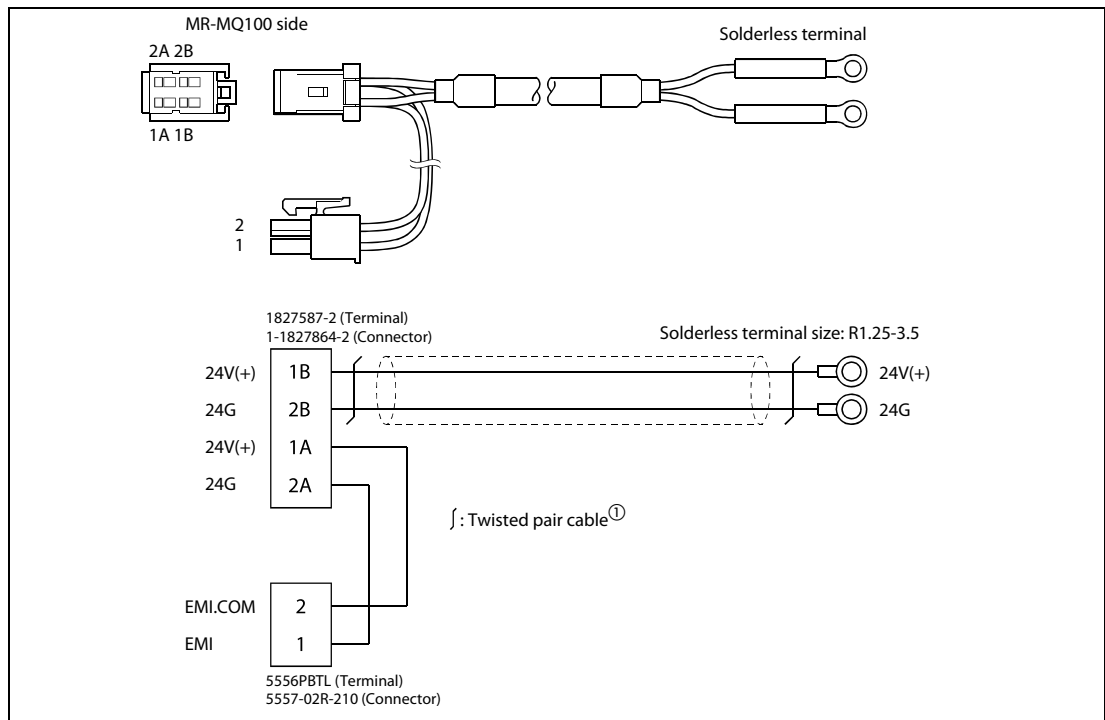 MR-MQ100 side
Solderless terminal
2A 2B
1A 1B
2
1
1827587-2 (Terminal)
1-1827864-2 (Connector)
Solderless terminal size: R1.25-3.5
24V(+) 1B 24V(+)
24G 2B 24G
24V(+) 1A
24G 2A
∫: Twisted pair cable①
EMI.COM 2
EMI 1
5556PBTL (Terminal)
5557-02R-210 (Connector)